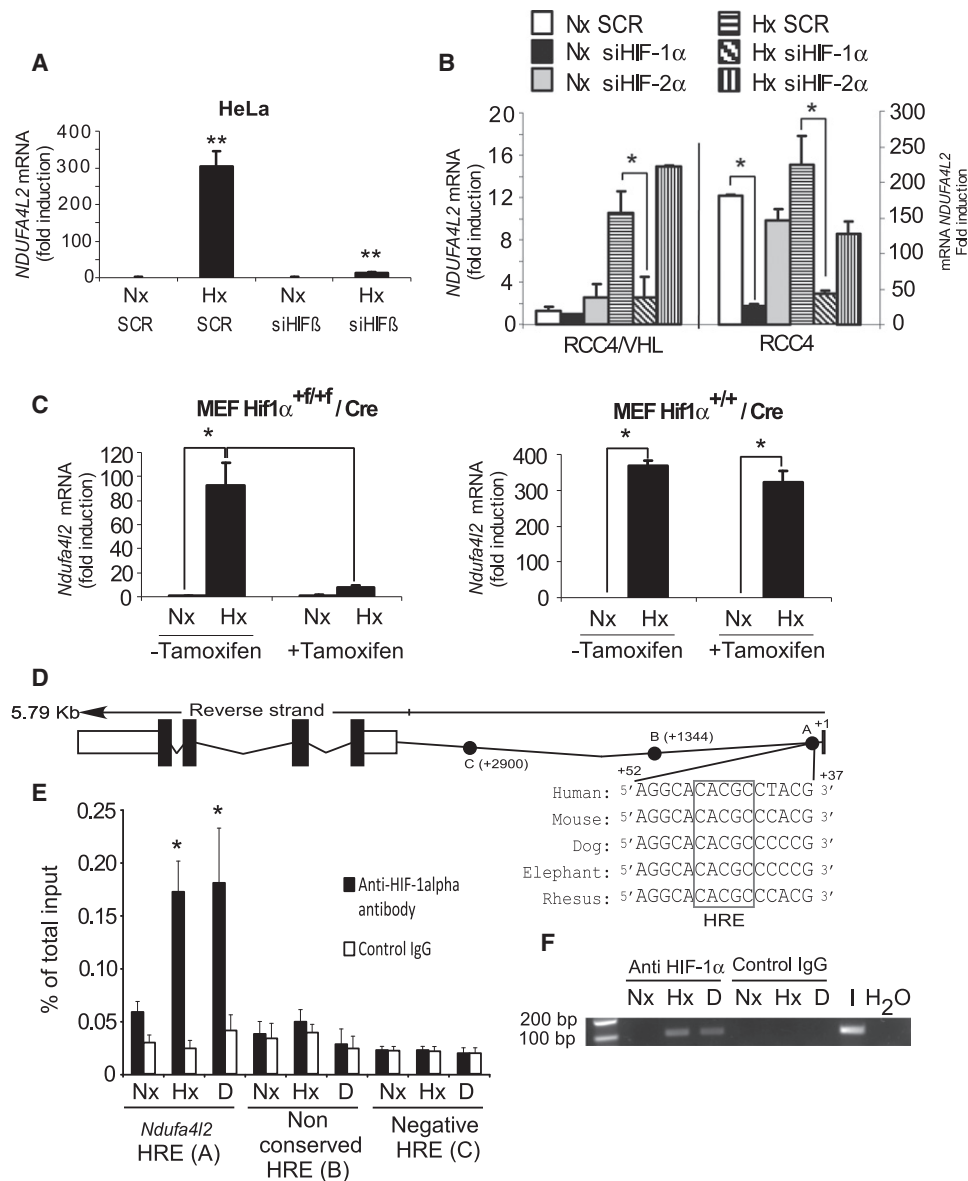 A
HeLa
NDUFA4L2 mRNA
(fold induction)
400
300
200
100
0
**
**
Nx
Hx
Nx
Hx
SCR
SCR
siHIFß
siHIFß
B
Nx SCR
Nx siHIF-1α
Nx siHIF-2α
Hx SCR
Hx siHIF-1α
Hx siHIF-2α
NDUFA4L2 mRNA
(fold induction)
20
16
12
8
4
0
*
*
*
300
250
200
150
100
50
0
mRNA NDUFA4L2
Fold induction
RCC4/VHL
RCC4
C
MEF Hif1α+f/+f / Cre
Ndufa4l2 mRNA
(fold induction)
120
100
80
60
40
20
0
*
Nx Hx Nx Hx
-Tamoxifen +Tamoxifen
MEF Hif1α+/+ / Cre
Ndufa4l2 mRNA
(fold induction)
400
300
200
100
0
*
*
Nx Hx Nx Hx
-Tamoxifen +Tamoxifen
D
5.79 Kb
Reverse strand
C (+2900)
B (+1344)
A
+1
+52
+37
Human: 5’AGGCACACGCCTACG 3’
Mouse: 5’AGGCACACGCCCACG 3’
Dog: 5’AGGCACACGCCCCCG 3’
Elephant: 5’AGGCACACGCCCCCG 3’
Rhesus: 5’AGGCACACGCCCACG 3’
HRE
E
% of total input
0.25
0.20
0.15
0.10
0.05
0
*
*
Anti-HIF-1alpha
antibody
Control IgG
Nx Hx D Nx Hx D Nx Hx D
Ndufa4l2
HRE (A)
Non
conserved
HRE (B)
Negative
HRE (C)
F
Anti HIF-1α Control IgG
Nx Hx D Nx Hx D I H2O
200 bp
100 bp